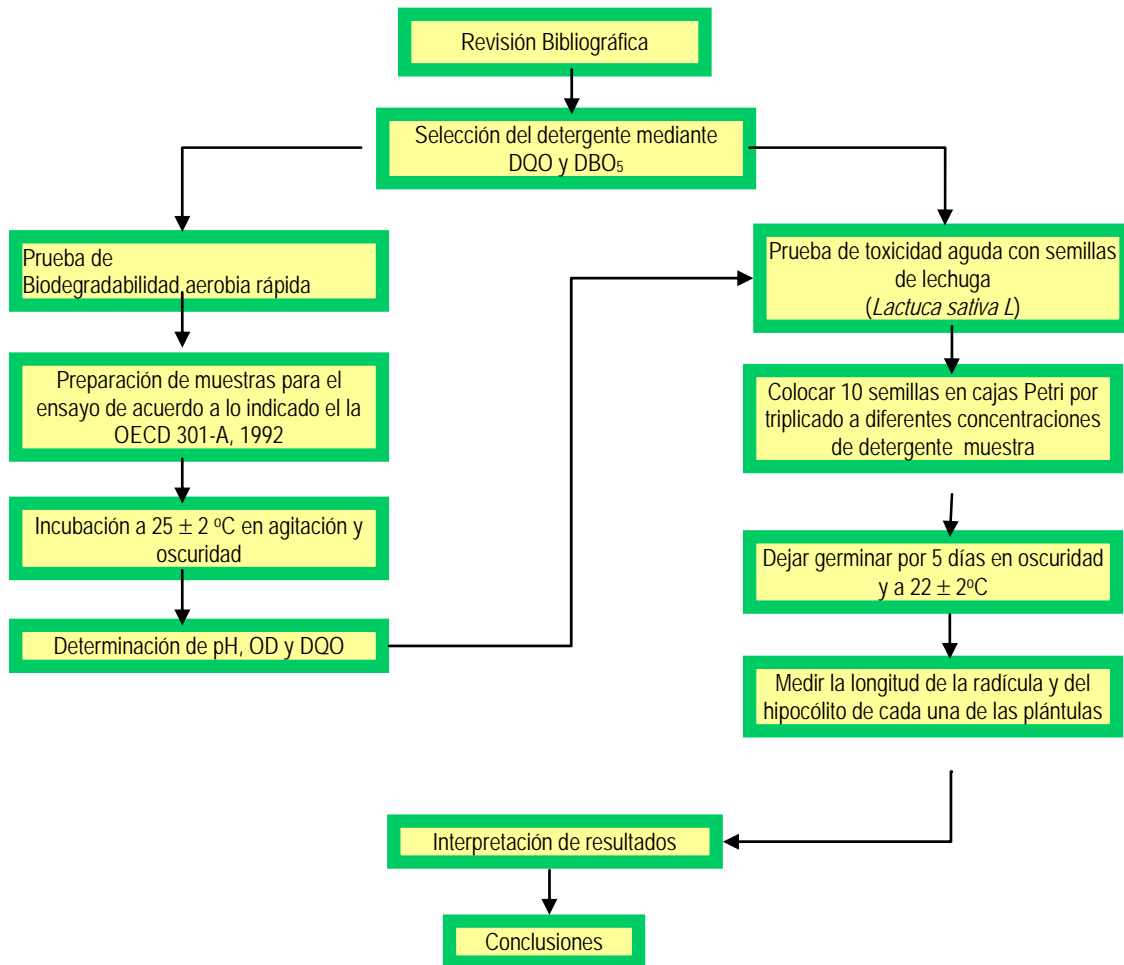 Revisión Bibliográfica
Selección del detergente mediante
DQO y DBO₅
Prueba de
Biodegradabilidad aerobia rápida
Preparación de muestras para el
ensayo de acuerdo a lo indicado el la
OECD 301-A, 1992
Incubación a 25 ± 2 ºC en agitación y
oscuridad
Determinación de pH, OD y DQO
Prueba de toxicidad aguda con semillas
de lechuga
(Lactuca sativa L)
Colocar 10 semillas en cajas Petri por
triplicado a diferentes concentraciones
de detergente muestra
Dejar germinar por 5 días en oscuridad
y a 22 ± 2ºC
Medir la longitud de la radícula y del
hipocólito de cada una de las plántulas
Interpretación de resultados
Conclusiones